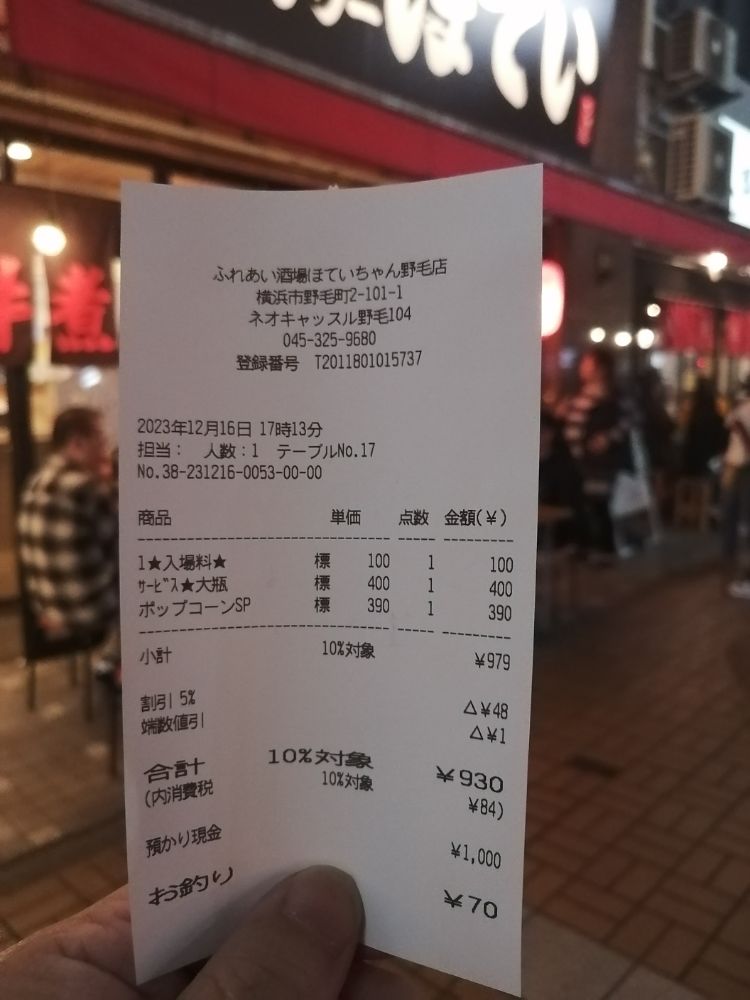 ほてい
煮
ふれあい酒場ほていちゃん野毛店
横浜市野毛町2-101-1
ネオキャッスル野毛104
045-325-9680
登録番号 T2011801015737
2023年12月16日 17時13分
担当： 人数：1 テーブルNo.17
No.38-231216-0053-00-00
商品 単価 点数 金額(¥)
1★入場料★ 標 100 1 100
ｻｰﾋﾞｽ★大瓶 標 400 1 400
ポップコーンSP 標 390 1 390
小計 10%対象 ¥979
割引 5% △¥48
端数値引 △¥1
合計 10%対象 ¥930
(内消費税 10%対象 ¥84)
預かり現金 ¥1,000
お釣り ¥70